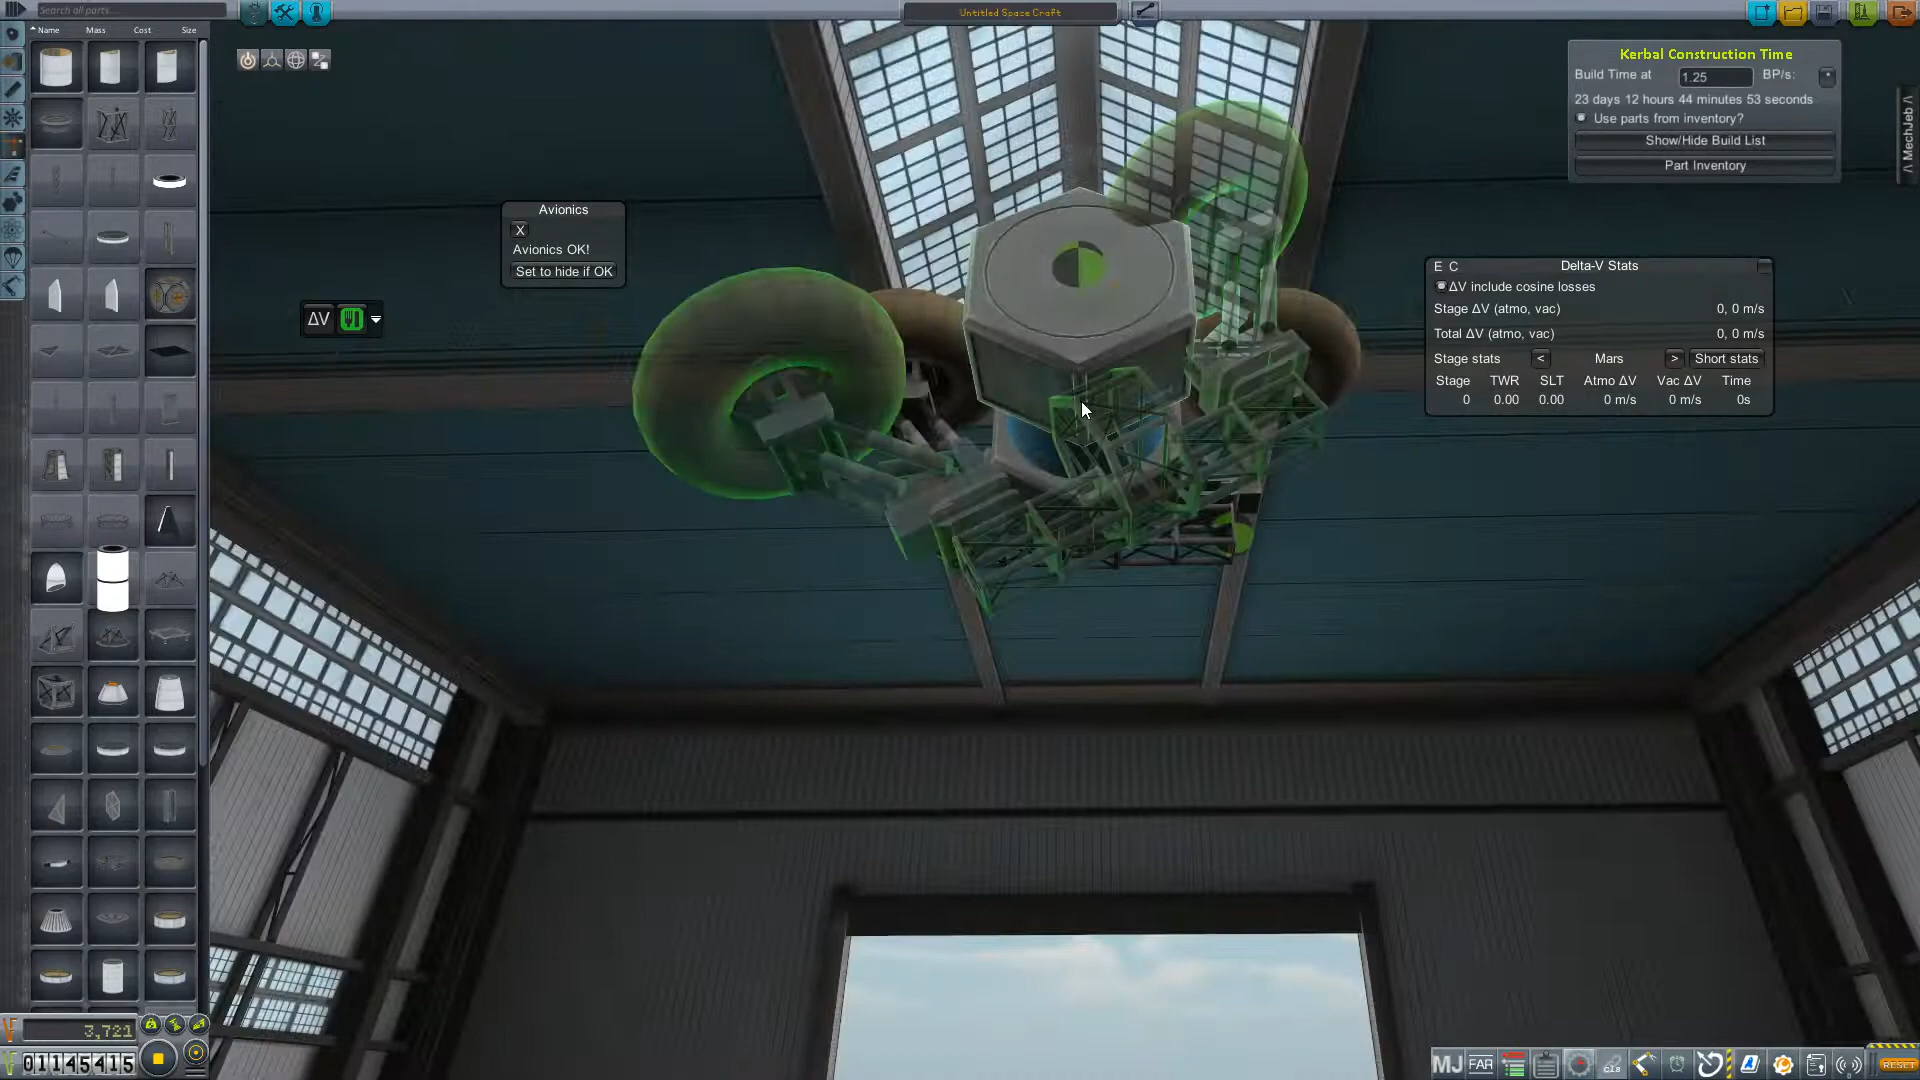 Search all parts...
Untitled Space Craft
Name Mass Cost Size
Kerbal Construction Time
Build Time at 1.25 BP/s: *
23 days 12 hours 44 minutes 53 seconds
Use parts from inventory?
Show/Hide Build List
Part Inventory
/\ MechJeb /\
Avionics
X
Avionics OK!
Set to hide if OK
ΔV
E C Delta-V Stats
ΔV include cosine losses
Stage ΔV (atmo, vac) 0, 0 m/s
Total ΔV (atmo, vac) 0, 0 m/s
Stage stats < Mars > Short stats
Stage TWR SLT Atmo ΔV Vac ΔV Time
0 0.00 0.00 0 m/s 0 m/s 0s
3,721
01145415
MJ FAR cls RESET